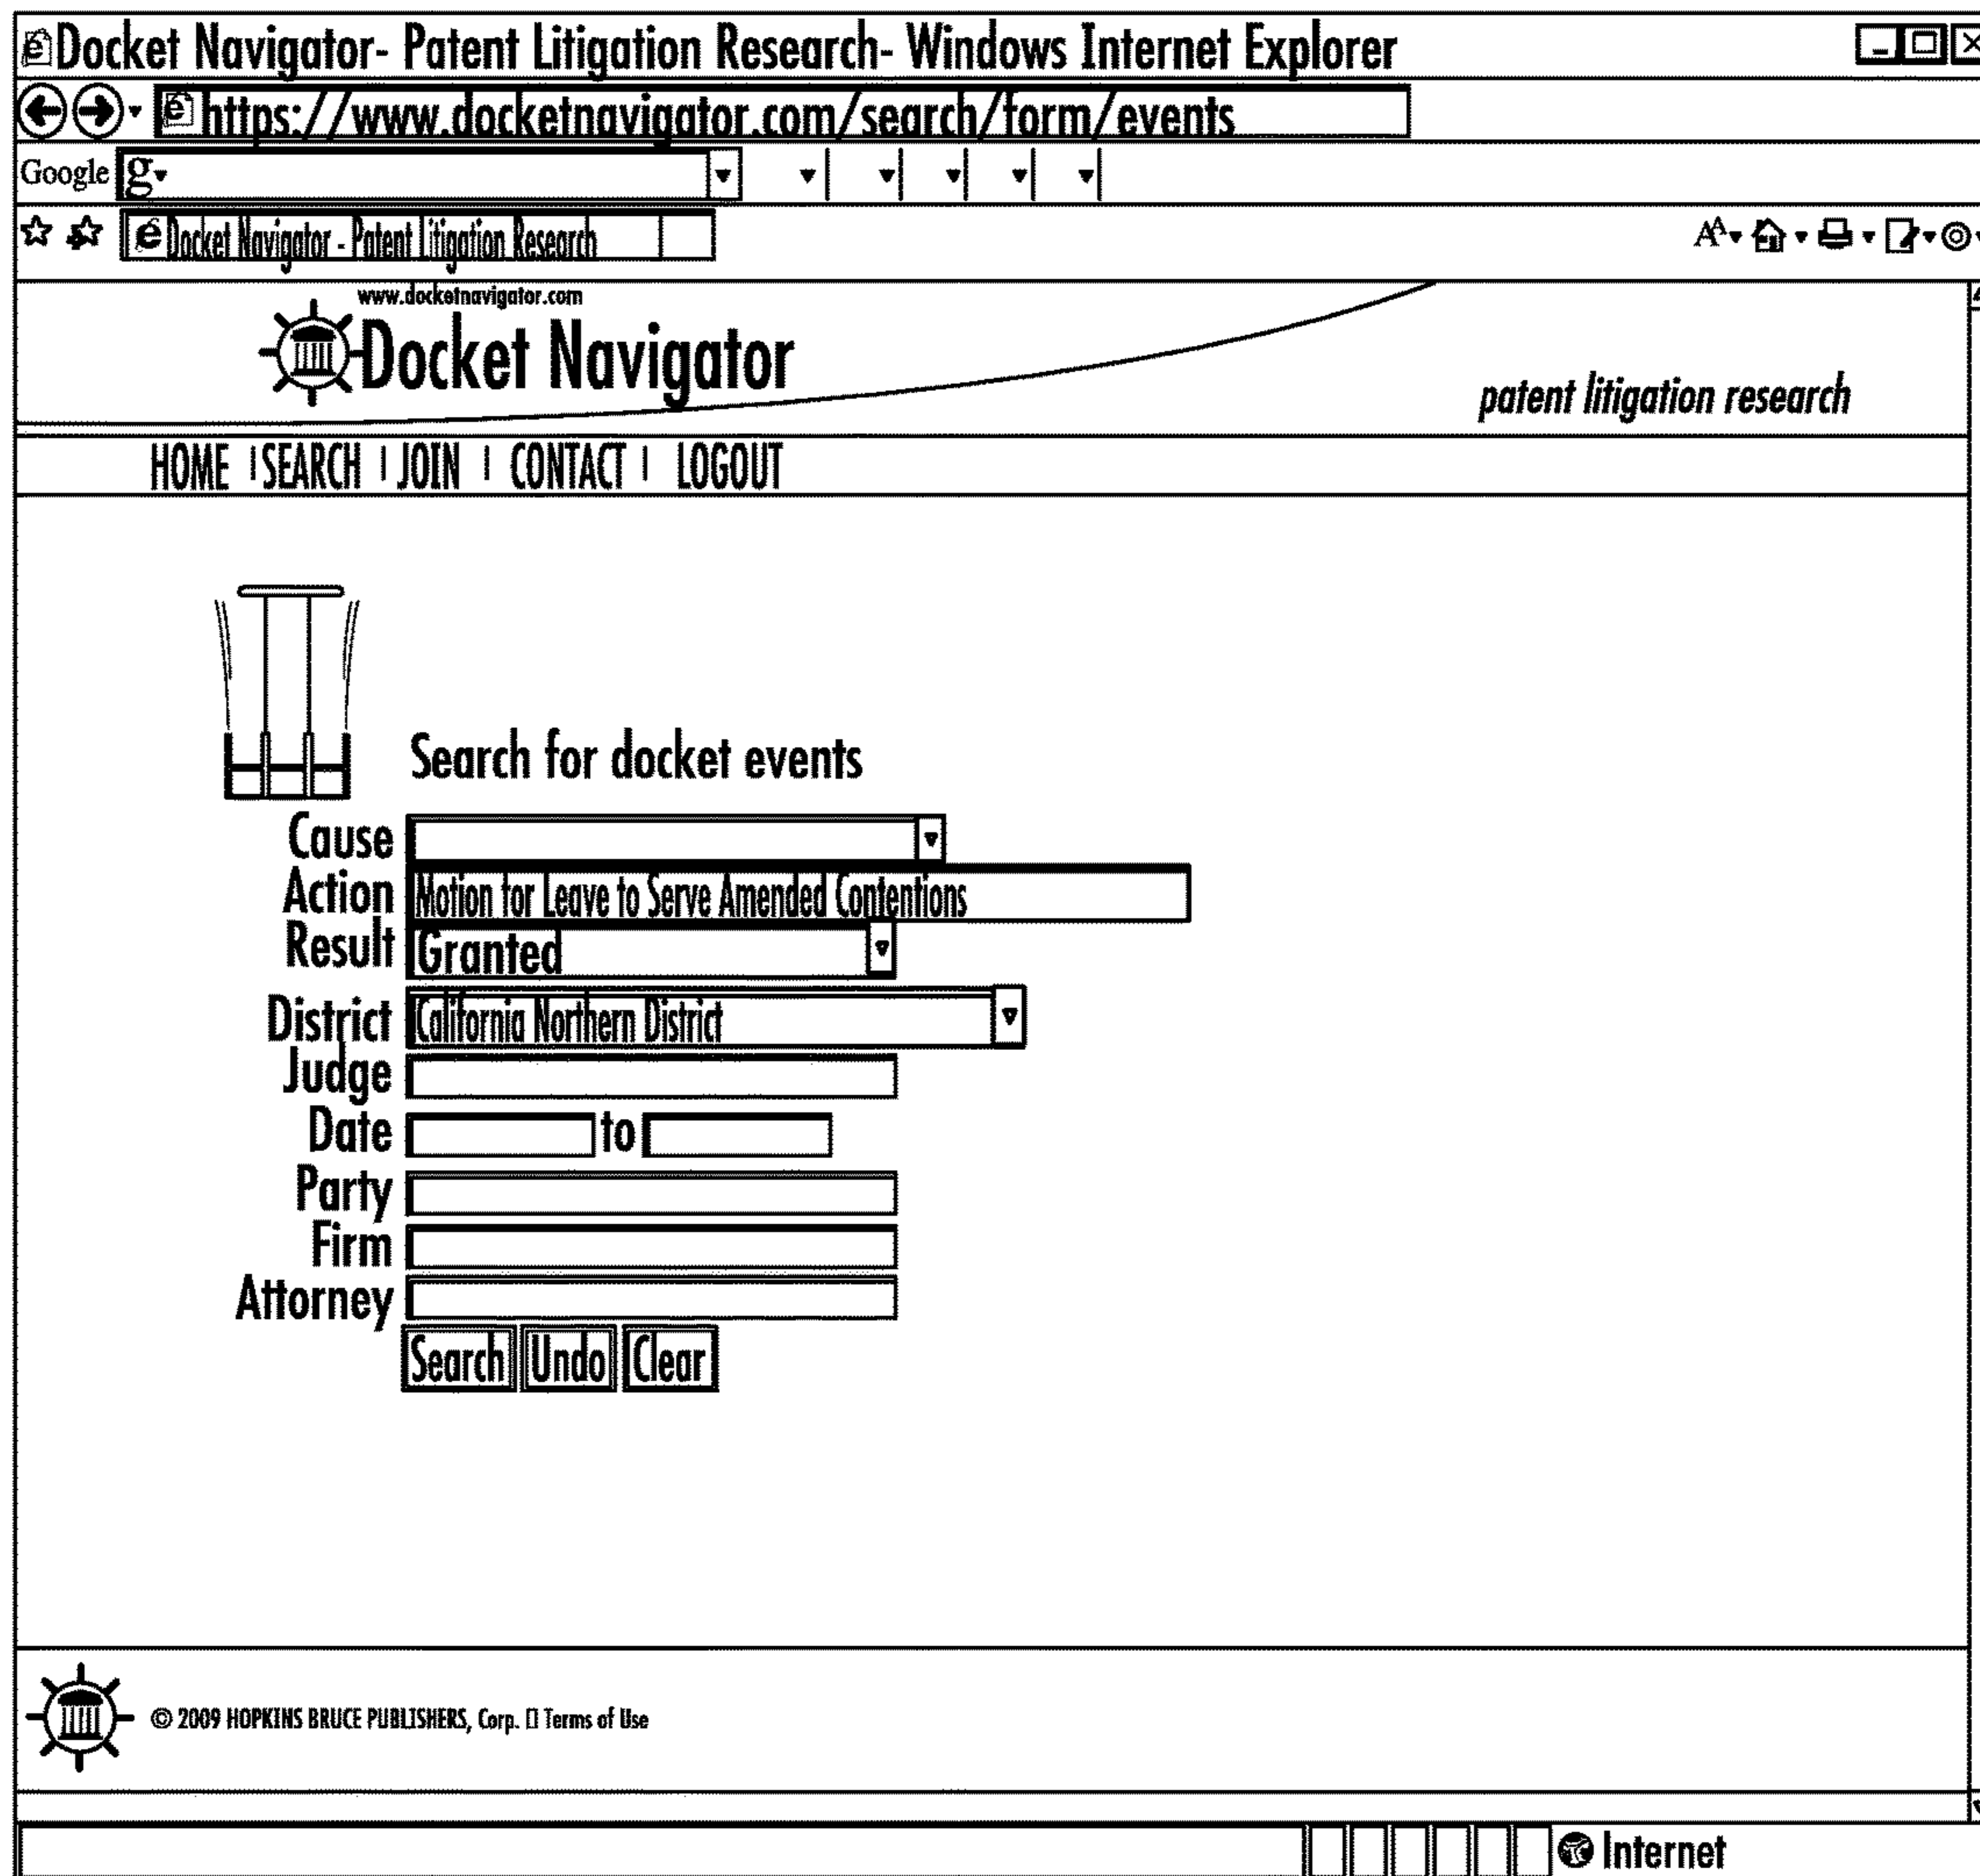 Docket Navigator- Patent Litigation Research- Windows Internet Explorer
https://www.docketnavigator.com/search/form/events
Google g
Docket Navigator - Patent Litigation Research
www.docketnavigator.com
Docket Navigator
patent litigation research
HOME | SEARCH | JOIN | CONTACT | LOGOUT
Search for docket events
Cause
Action Motion for Leave to Serve Amended Contentions
Result Granted
District California Northern District
Judge
Date to
Party
Firm
Attorney
Search Undo Clear
© 2009 HOPKINS BRUCE PUBLISHERS, Corp. ▯ Terms of Use
Internet